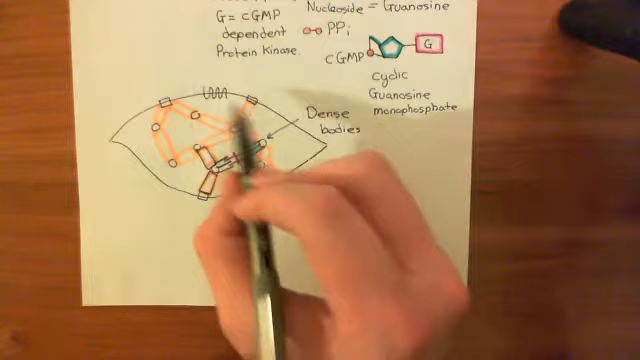 G = cGMP
dependent
Protein Kinase.
Nucleoside = Guanosine
PPi
cGMP
G
cyclic
Guanosine
monophosphate
Dense
bodies